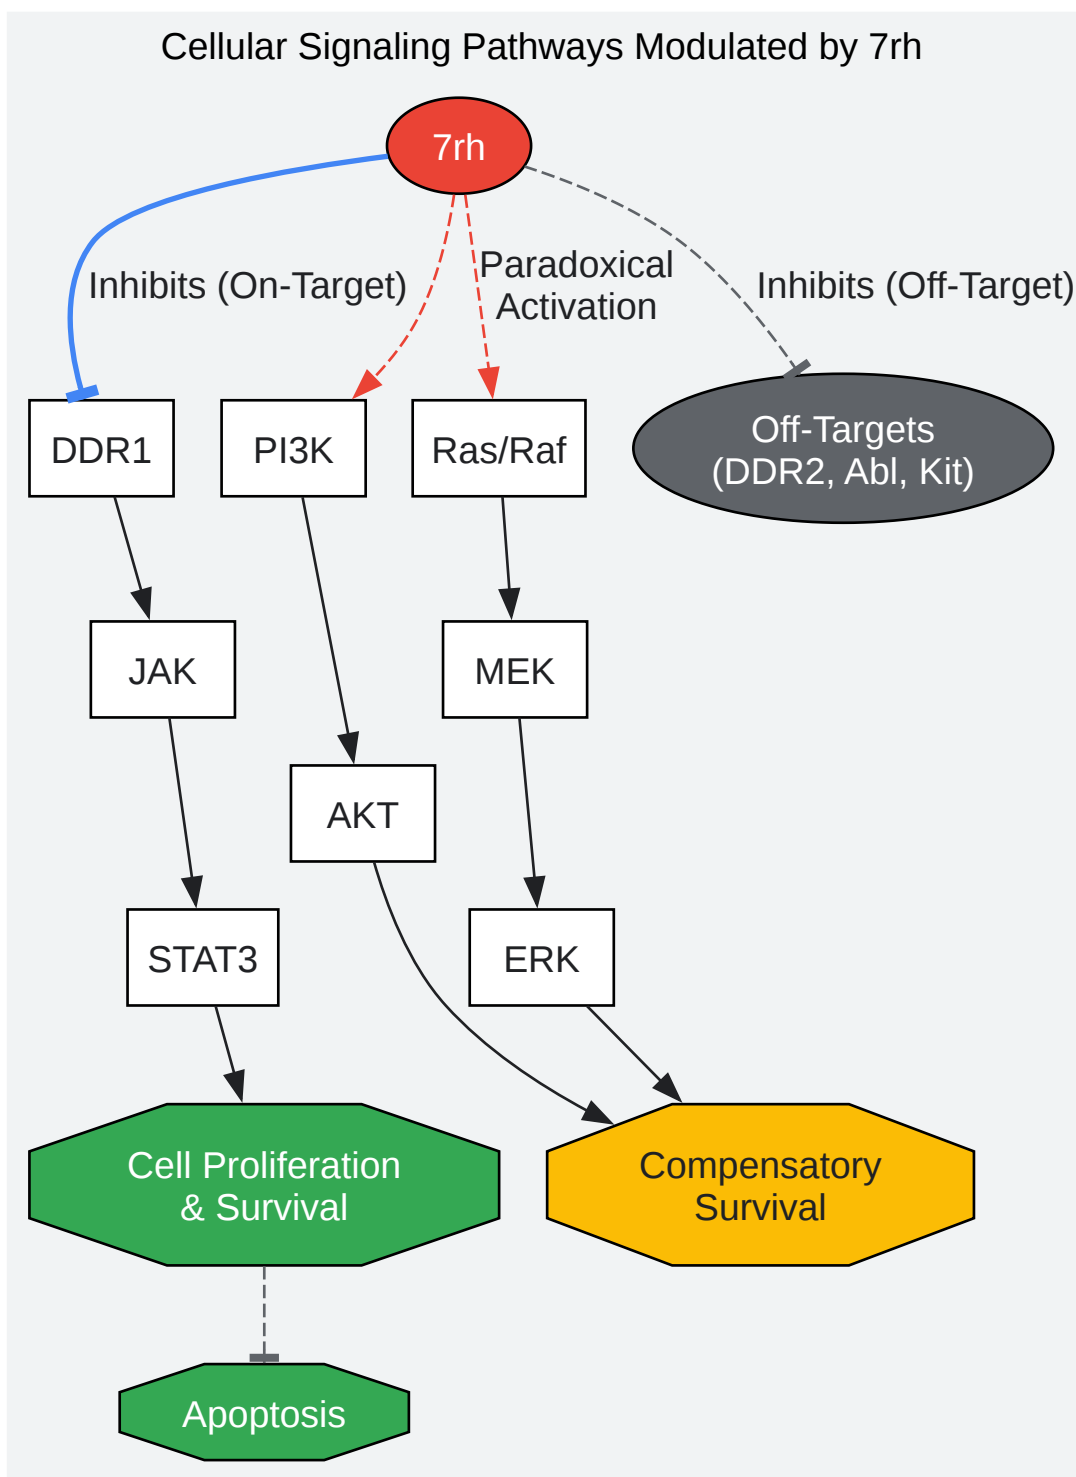 Cellular Signaling Pathways Modulated by 7rh
7rh
Inhibits (On-Target)
Paradoxical
Activation
Inhibits (Off-Target)
DDR1
PI3K
Ras/Raf
Off-Targets
(DDR2, Abl, Kit)
JAK
MEK
AKT
STAT3
ERK
Cell Proliferation
& Survival
Compensatory
Survival
Apoptosis